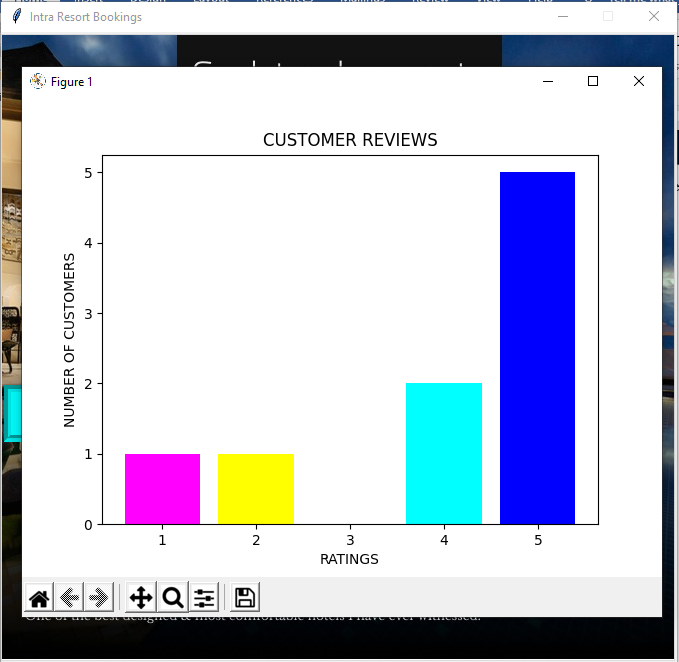 Intra Resort Bookings
Figure 1
CUSTOMER REVIEWS
5
4
3
2
1
0
NUMBER OF CUSTOMERS
1 2 3 4 5
RATINGS
One of the best designed & most comfortable hotels I have ever witnessed.